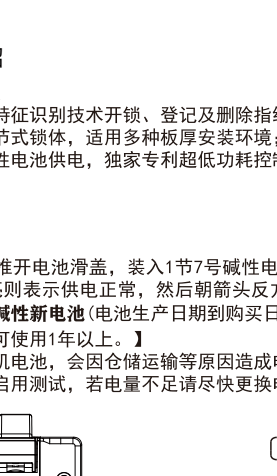 特征识别技术开锁、登记及删除指
节式锁体，适用多种板厚安装环境
性电池供电，独家专利超低功耗控
推开电池滑盖，装入1节7号碱性电
亮则表示供电正常，然后朝箭头反方
碱性新电池(电池生产日期到购买日
可使用1年以上。】
机电池，会因仓储运输等原因造成
启用测试，若电量不足请尽快更换